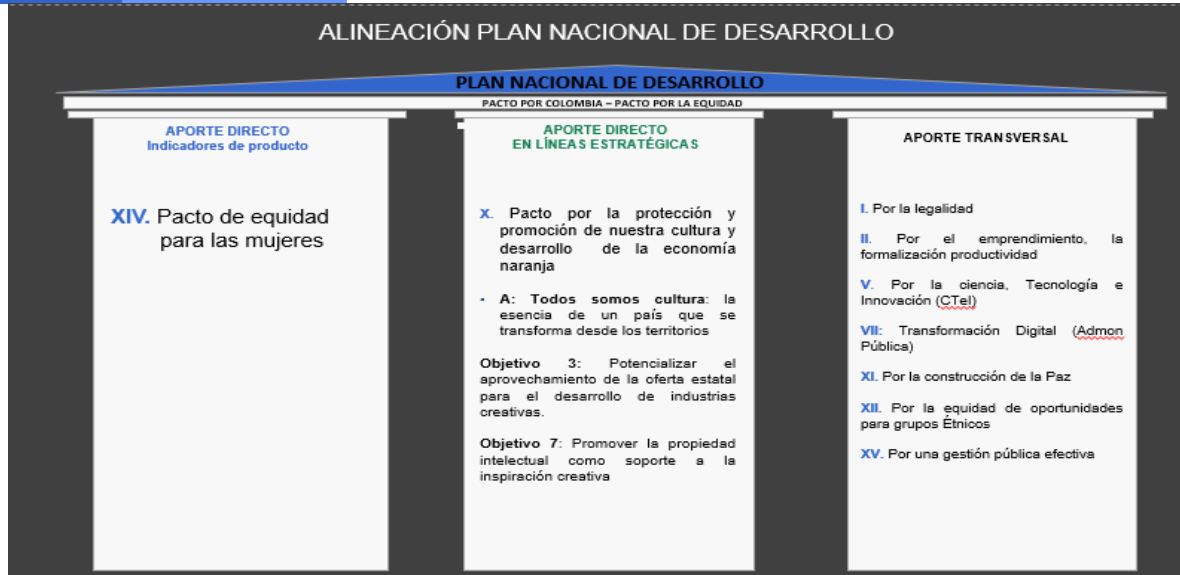 ALINEACIÓN PLAN NACIONAL DE DESARROLLO
PLAN NACIONAL DE DESARROLLO
PACTO POR COLOMBIA – PACTO POR LA EQUIDAD
APORTE DIRECTO
Indicadores de producto
XIV. Pacto de equidad
para las mujeres
APORTE DIRECTO
EN LÍNEAS ESTRATÉGICAS
X. Pacto por la protección y
promoción de nuestra cultura y
desarrollo de la economía
naranja
• A: Todos somos cultura: la
esencia de un país que se
transforma desde los territorios
Objetivo 3: Potencializar el
aprovechamiento de la oferta estatal
para el desarrollo de industrias
creativas.
Objetivo 7: Promover la propiedad
intelectual como soporte a la
inspiración creativa
APORTE TRANSVERSAL
I. Por la legalidad
II. Por el emprendimiento, la
formalización productividad
V. Por la ciencia, Tecnología e
Innovación (CTeI)
VII: Transformación Digital (Admon
Pública)
XI. Por la construcción de la Paz
XII. Por la equidad de oportunidades
para grupos Étnicos
XV. Por una gestión pública efectiva